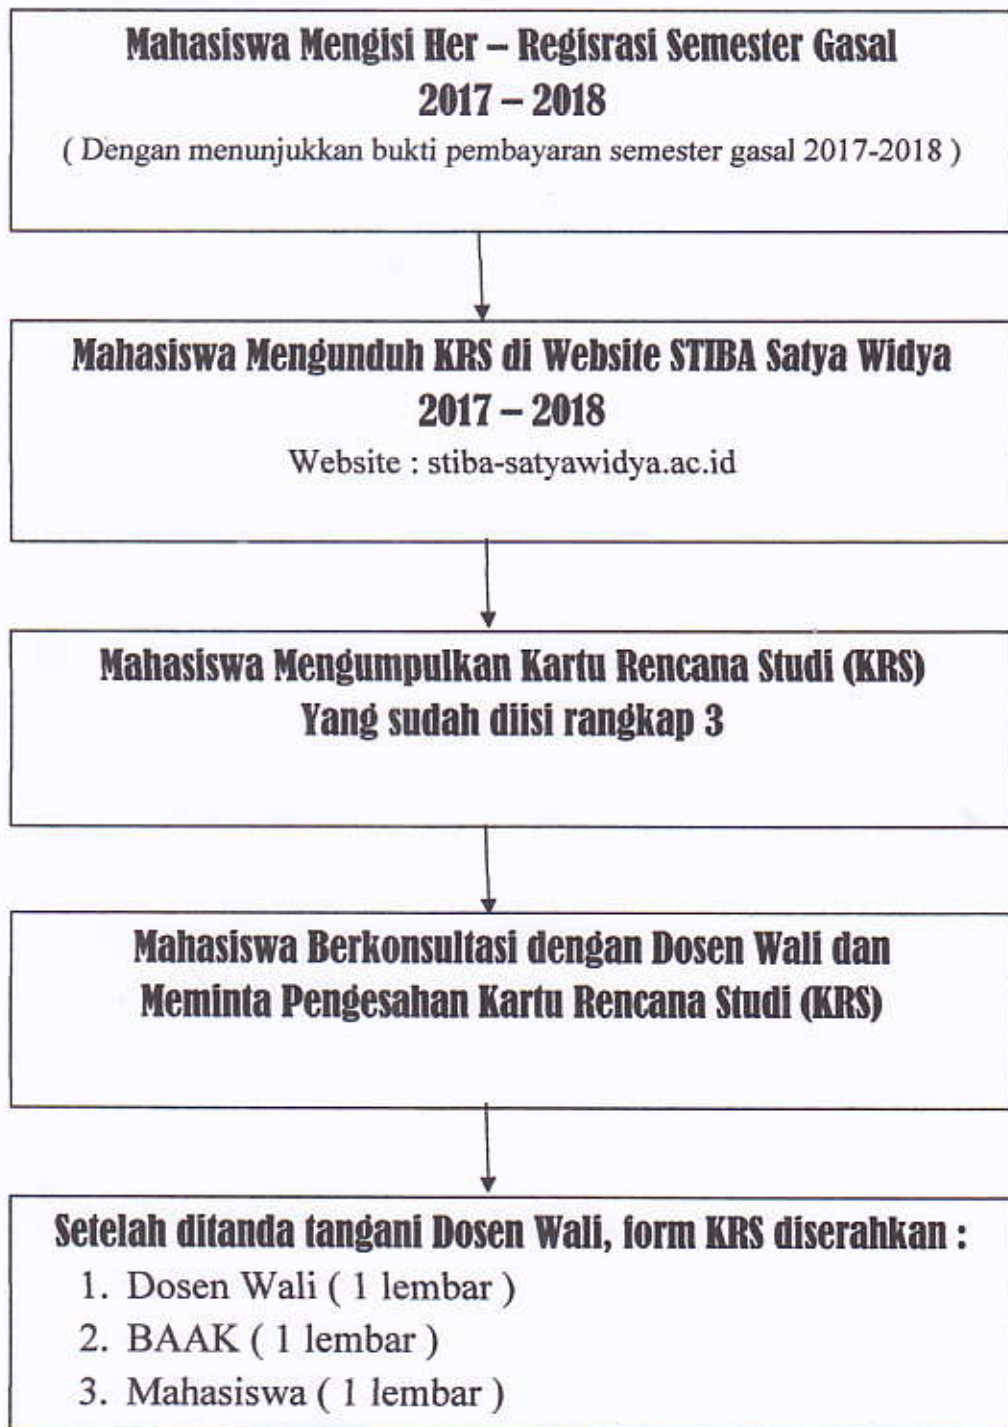 Mahasiswa Mengisi Her – Regisrasi Semester Gasal
2017 – 2018
( Dengan menunjukkan bukti pembayaran semester gasal 2017-2018 )
Mahasiswa Mengunduh KRS di Website STIBA Satya Widya
2017 – 2018
Website : stiba-satyawidya.ac.id
Mahasiswa Mengumpulkan Kartu Rencana Studi (KRS)
Yang sudah diisi rangkap 3
Mahasiswa Berkonsultasi dengan Dosen Wali dan
Meminta Pengesahan Kartu Rencana Studi (KRS)
Setelah ditanda tangani Dosen Wali, form KRS diserahkan :
1. Dosen Wali ( 1 lembar )
2. BAAK ( 1 lembar )
3. Mahasiswa ( 1 lembar )